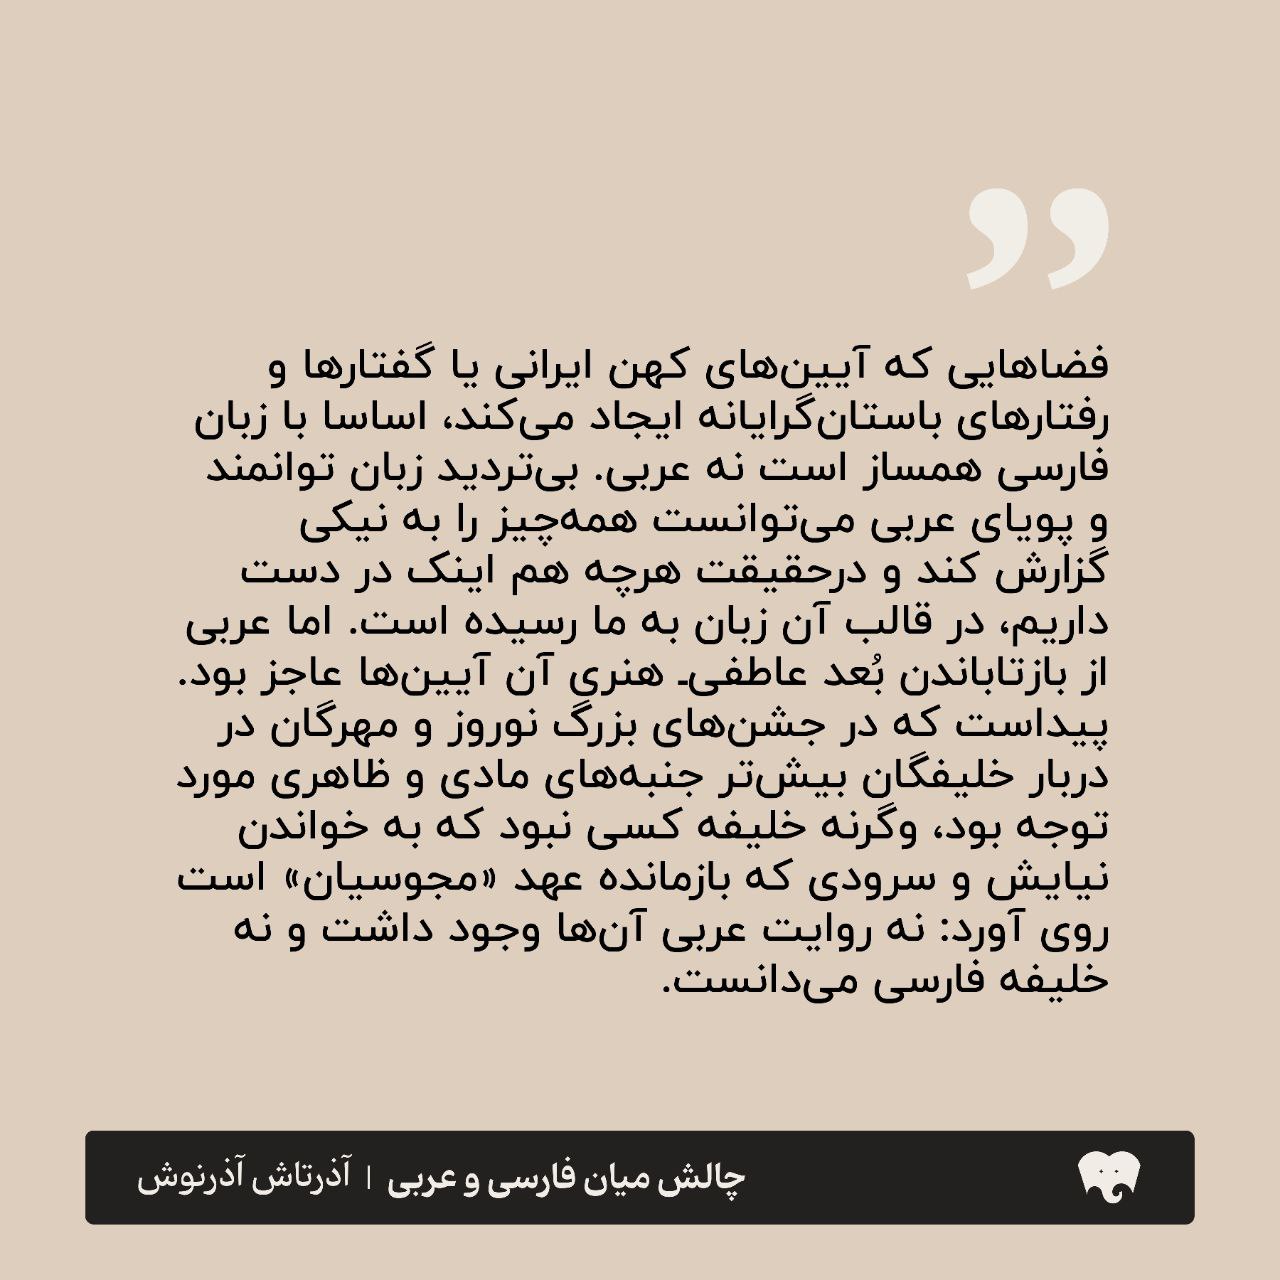 ”
فضاهایی که آیین‌های کهن ایرانی یا گفتارها و
رفتارهای باستان‌گرایانه ایجاد می‌کند، اساسا با زبان
فارسی همساز است نه عربی. بی‌تردید زبان توانمند
و پویای عربی می‌توانست همه‌چیز را به نیکی
گزارش کند و درحقیقت هرچه هم اینک در دست
داریم، در قالب آن زبان به ما رسیده است. اما عربی
از بازتاباندن بُعد عاطفی‌ـ هنری آن آیین‌ها عاجز بود.
پیداست که در جشن‌های بزرگ نوروز و مهرگان در
دربار خلیفگان بیش‌تر جنبه‌های مادی و ظاهری مورد
توجه بود، وگرنه خلیفه کسی نبود که به خواندن
نیایش و سرودی که بازمانده عهد «مجوسیان» است
روی آورد: نه روایت عربی آن‌ها وجود داشت و نه
خلیفه فارسی می‌دانست.
چالش میان فارسی و عربی | آذرتاش آذرنوش